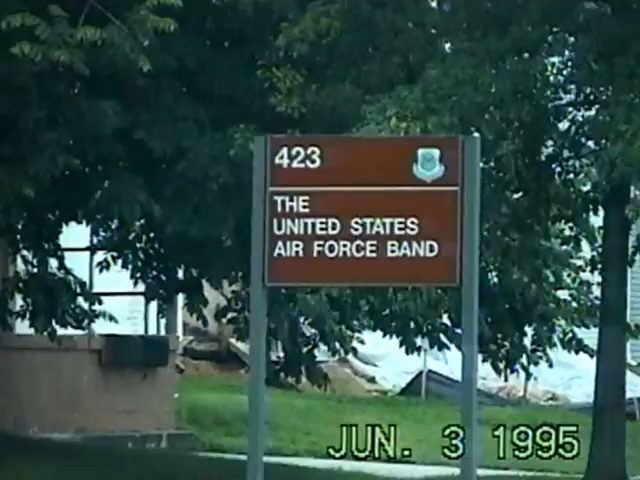 423
THE
UNITED STATES
AIR FORCE BAND
JUN. 3 1995